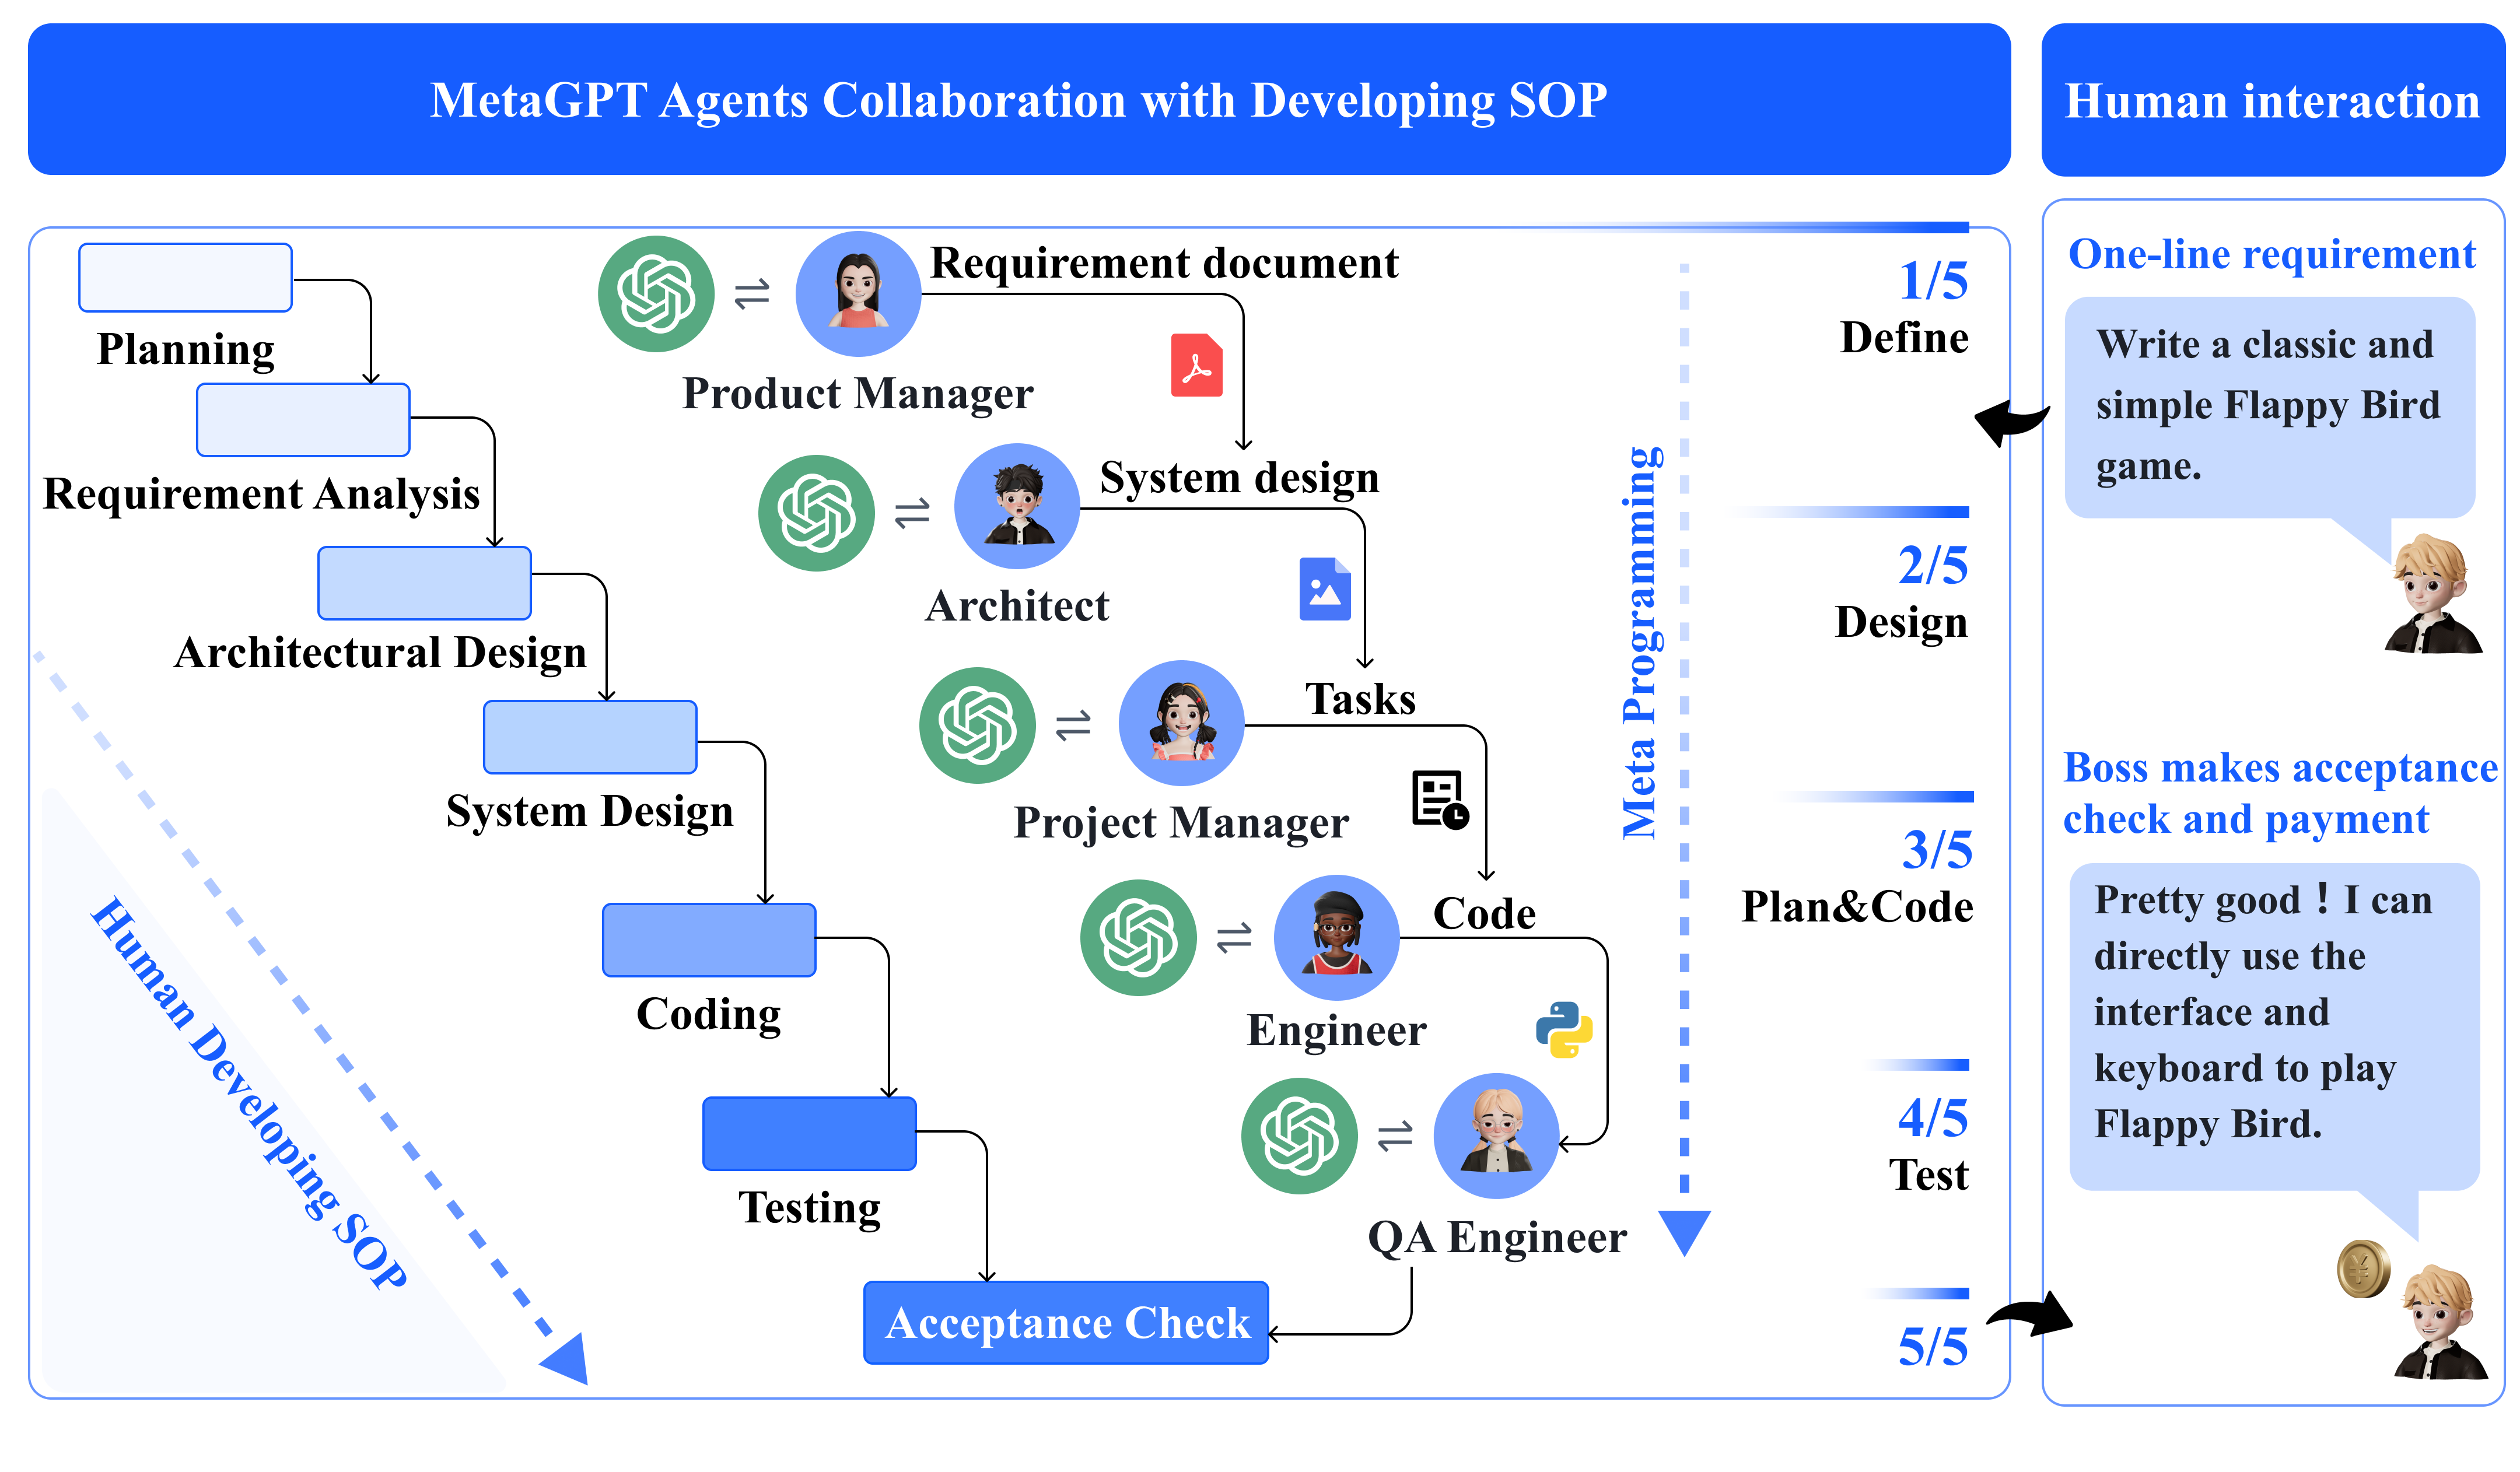 MetaGPT Agents Collaboration with Developing SOP
Human interaction
Planning
Requirement Analysis
Architectural Design
System Design
Coding
Testing
Acceptance Check
Human Developing SOP
Requirement document
Product Manager
System design
Architect
Tasks
Project Manager
Code
Engineer
QA Engineer
Meta Programming
1/5
Define
2/5
Design
3/5
Plan&Code
4/5
Test
5/5
One-line requirement
Write a classic and
simple Flappy Bird
game.
Boss makes acceptance
check and payment
Pretty good！I can
directly use the
interface and
keyboard to play
Flappy Bird.
¥